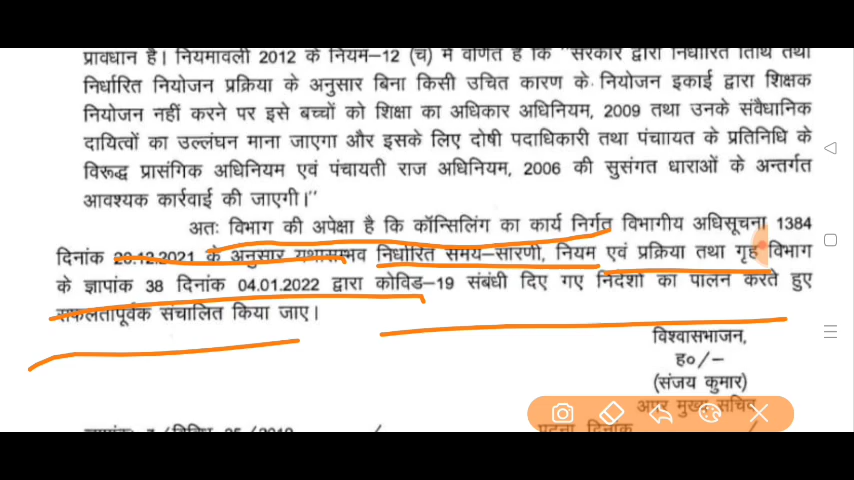 प्रावधान है। नियमावली 2012 के नियम-12 (च) में वर्णित है कि "सरकार द्वारा निर्धारित तिथि तथा
निर्धारित नियोजन प्रक्रिया के अनुसार बिना किसी उचित कारण के नियोजन इकाई द्वारा शिक्षक
नियोजन नहीं करने पर इसे बच्चों को शिक्षा का अधिकार अधिनियम, 2009 तथा उनके संवैधानिक
दायित्वों का उल्लंघन माना जाएगा और इसके लिए दोषी पदाधिकारी तथा पंचाायत के प्रतिनिधि के
विरूद्ध प्रासंगिक अधिनियम एवं पंचायती राज अधिनियम, 2006 की सुसंगत धाराओं के अन्तर्गत
आवश्यक कार्रवाई की जाएगी।"
अतः विभाग की अपेक्षा है कि कॉन्सिलिंग का कार्य निर्गत विभागीय अधिसूचना 1384
दिनांक 20.12.2021 के अनुसार यथासम्भव निर्धारित समय-सारणी, नियम एवं प्रक्रिया तथा गृह विभाग
के ज्ञापांक 38 दिनांक 04.01.2022 द्वारा कोविड-19 संबंधी दिए गए निदेशों का पालन करते हुए
सफलतापूर्वक संचालित किया जाए।
विश्वासभाजन,
ह०/-
(संजय कुमार)
अपर मुख्य सचिव